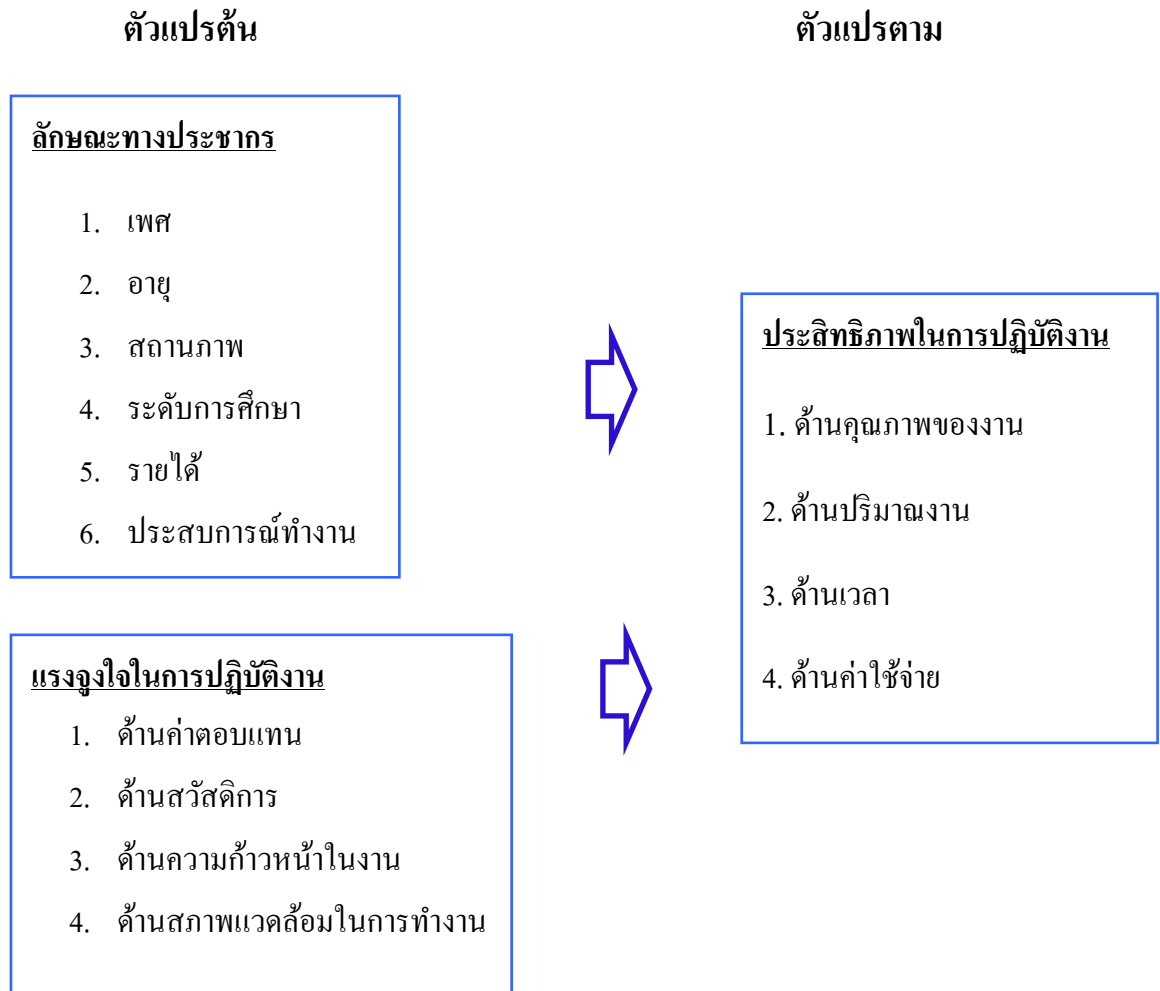 ตัวแปรต้น
ตัวแปรตาม
ลักษณะทางประชากร
1. เพศ
2. อายุ
3. สถานภาพ
4. ระดับการศึกษา
5. รายได้
6. ประสบการณ์ทำงาน
แรงจูงใจในการปฏิบัติงาน
1. ด้านค่าตอบแทน
2. ด้านสวัสดิการ
3. ด้านความก้าวหน้าในงาน
4. ด้านสภาพแวดล้อมในการทำงาน
ประสิทธิภาพในการปฏิบัติงาน
1. ด้านคุณภาพของงาน
2. ด้านปริมาณงาน
3. ด้านเวลา
4. ด้านค่าใช้จ่าย